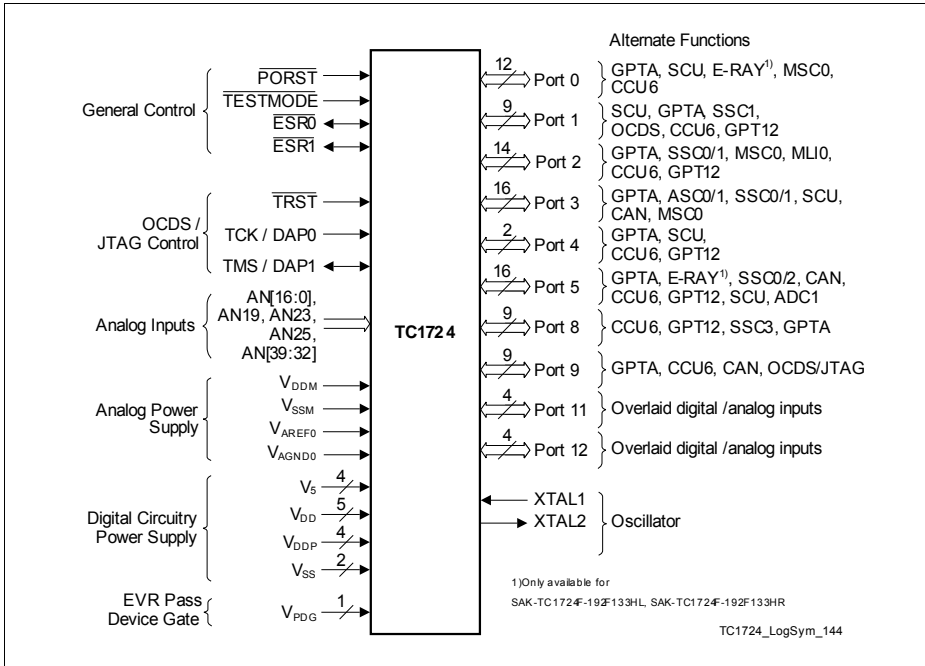 Alternate Functions
General Control
PORST
TESTMODE
ESR0
ESR1
OCDS /
JTAG Control
TRST
TCK / DAP0
TMS / DAP1
Analog Inputs
AN[16:0],
AN19, AN23,
AN25,
AN[39:32]
Analog Power
Supply
VDDM
VSSM
VAREF0
VAGND0
Digital Circuitry
Power Supply
V5 4
VDD 5
VDDP 4
VSS 2
EVR Pass
Device Gate
VPDG 1
TC1724
12 Port 0
GPTA, SCU, E-RAY1), MSC0,
CCU6
9 Port 1
SCU, GPTA, SSC1,
OCDS, CCU6, GPT12
14 Port 2
GPTA, SSC0/1, MSC0, MLI0,
CCU6, GPT12
16 Port 3
GPTA, ASC0/1, SSC0/1, SCU,
CAN, MSC0
2 Port 4
GPTA, SCU,
CCU6, GPT12
16 Port 5
GPTA, E-RAY1), SSC0/2, CAN,
CCU6, GPT12, SCU, ADC1
9 Port 8
CCU6, GPT12, SSC3, GPTA
9 Port 9
GPTA, CCU6, CAN, OCDS/JTAG
4 Port 11
Overlaid digital /analog inputs
4 Port 12
Overlaid digital /analog inputs
XTAL1
XTAL2
Oscillator
1)Only available for
SAK-TC1724F-192F133HL, SAK-TC1724F-192F133HR
TC1724_LogSym_144